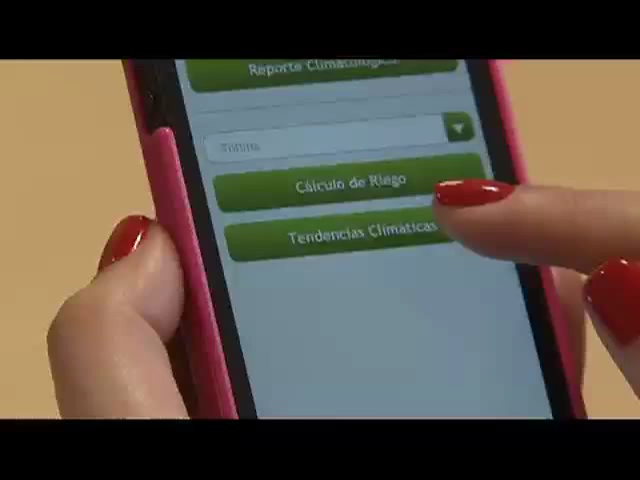 Reporte Climatológico
Cálculo de Riego
Tendencias Climáticas